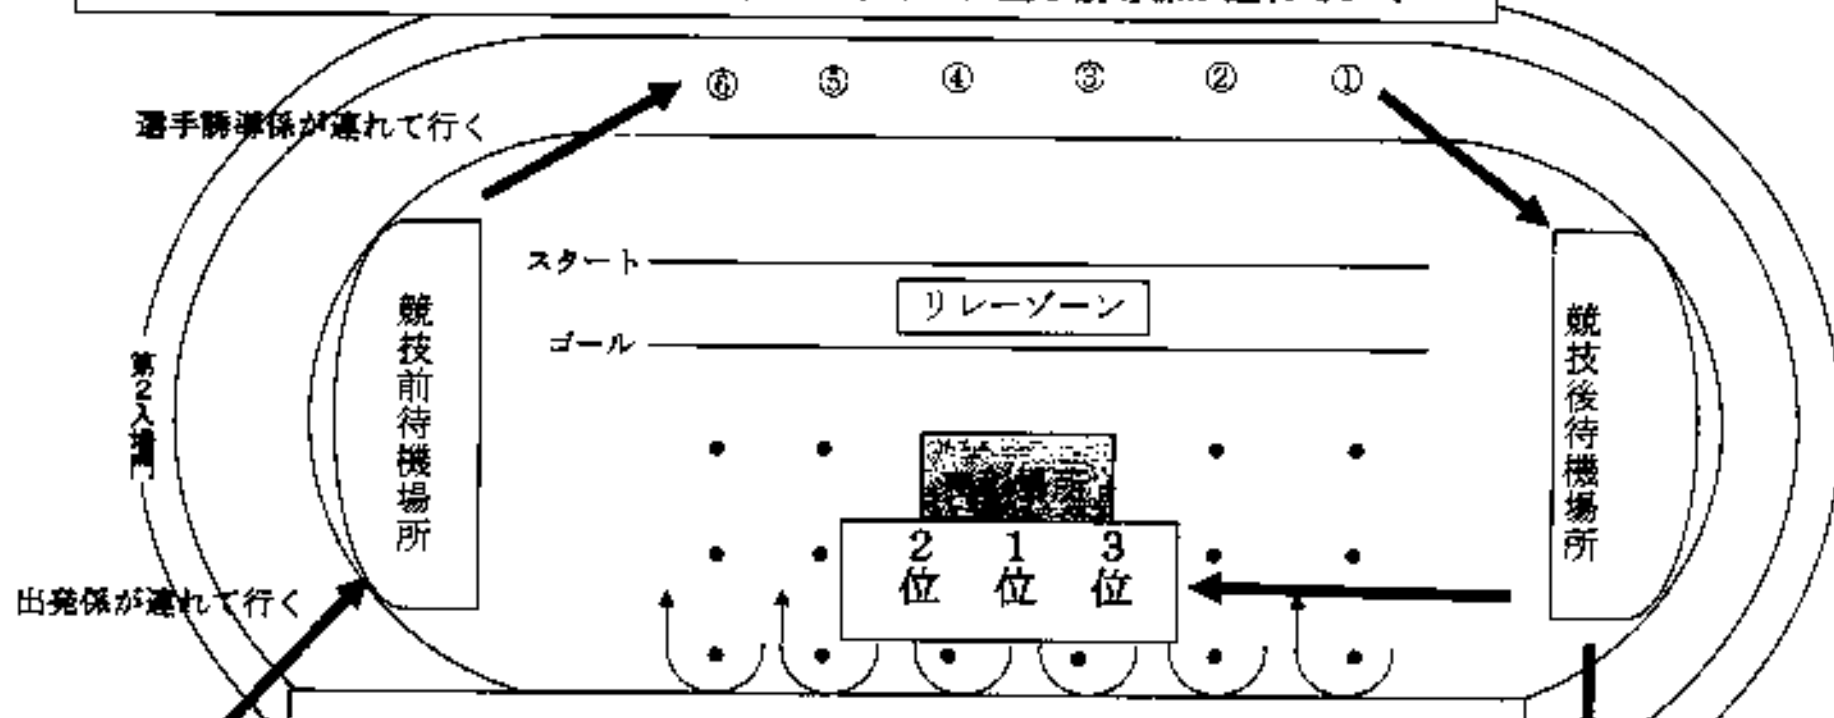 ⑥ ⑤ ④ ③ ② ①
選手誘導係が連れて行く
スタート
リレーゾーン
ゴール
競技前待機場所
競技後待機場所
第2入場門
2位 1位 3位
出発係が連れて行く